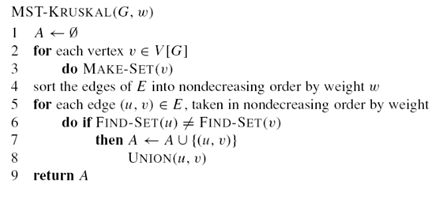 MST-KRUSKAL(G, w)
1 A ← Ø
2 for each vertex v ∈ V[G]
3 do MAKE-SET(v)
4 sort the edges of E into nondecreasing order by weight w
5 for each edge (u, v) ∈ E, taken in nondecreasing order by weight
6 do if FIND-SET(u) ≠ FIND-SET(v)
7 then A ← A ∪ {(u, v)}
8 UNION(u, v)
9 return A